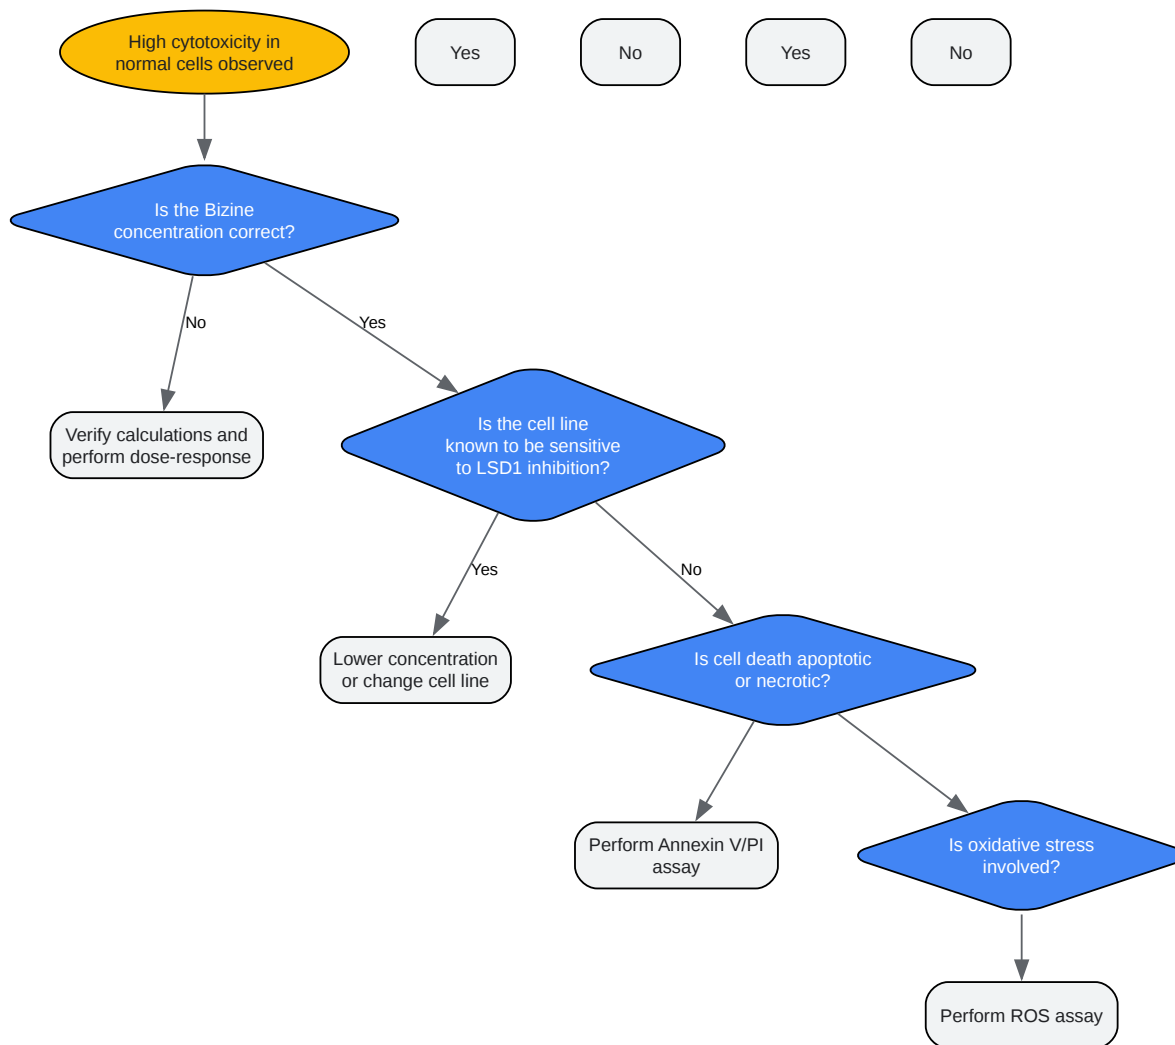 High cytotoxicity in
normal cells observed
Yes
No
Yes
No
Is the Bizine
concentration correct?
No
Yes
Verify calculations and
perform dose-response
Is the cell line
known to be sensitive
to LSD1 inhibition?
Yes
No
Lower concentration
or change cell line
Is cell death apoptotic
or necrotic?
Perform Annexin V/PI
assay
Is oxidative stress
involved?
Perform ROS assay